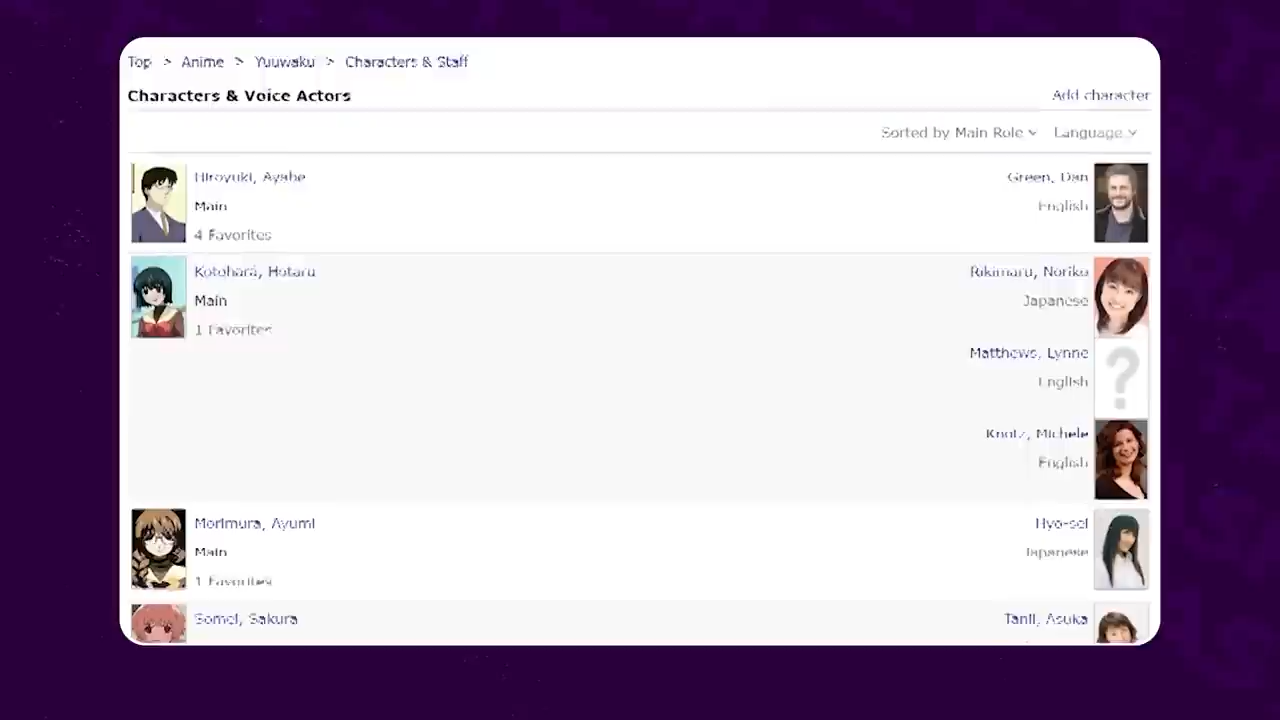 Top > Anime > Yuuwaku > Characters & Staff
Characters & Voice Actors
Add character
Sorted by Main Role
Language
Hiroyuki, Ayabe
Green, Dan
Main
English
4 Favorites
Kotohara, Hotaru
Rikimaru, Noriko
Main
Japanese
1 Favorites
Matthews, Lynne
English
?
Knotz, Michele
English
Morimura, Ayumi
Hyo-sei
Main
Japanese
1 Favorites
Somei, Sakura
Tanii, Asuka